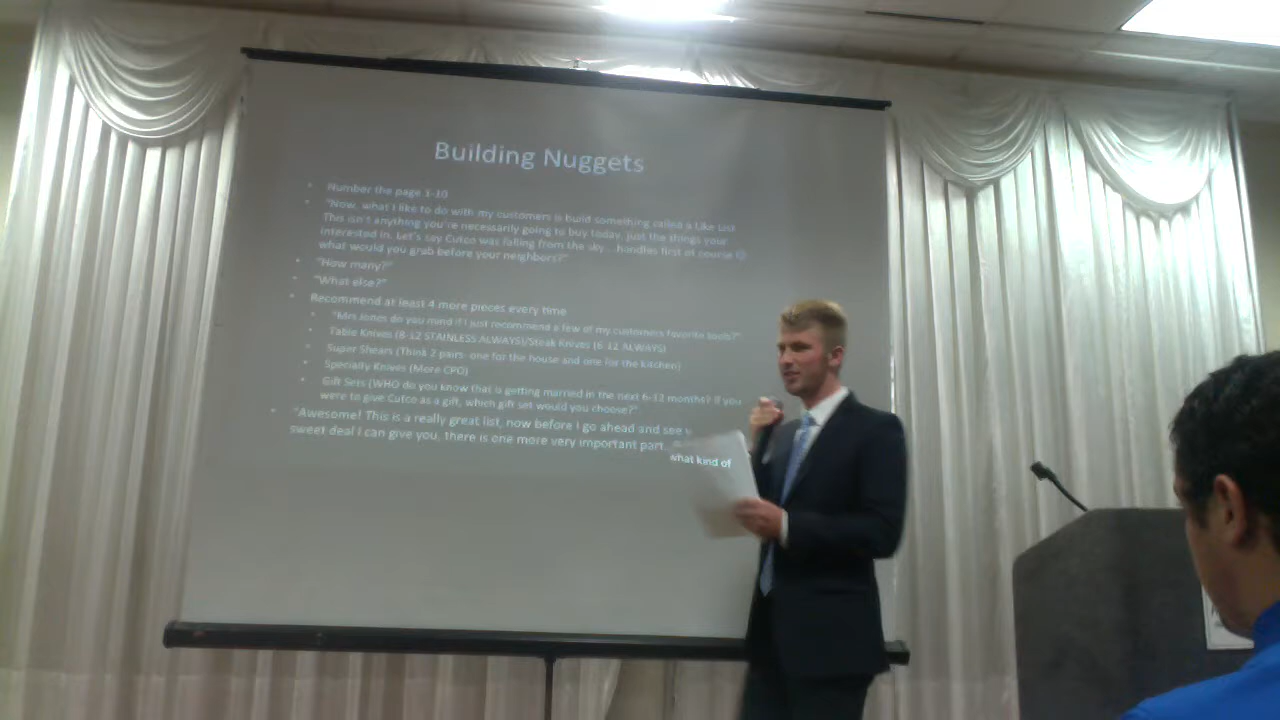 Building Nuggets
Number the page 1-10
"Now, what I like to do with my customers is build something called a Like List
This isn't anything you're necessarily going to buy today, just the things your
interested in. Let's say Cutco was falling from the sky... handles first of course ☺
what would you grab before your neighbors?"
"How many?"
"What else?"
Recommend at least 4 more pieces every time
"Mrs Jones do you mind if I just recommend a few of my customers favorite tools?"
Table Knives (8-12 STAINLESS ALWAYS)/Steak Knives (6-12 ALWAYS)
Super Shears (Think 2 pairs- one for the house and one for the kitchen)
Specialty Knives (More CPO)
Gift Sets (WHO do you know that is getting married in the next 6-12 months? If you
were to give Cutco as a gift, which gift set would you choose?"
"Awesome! This is a really great list, now before I go ahead and see
what kind of
sweet deal I can give you, there is one more very important part.